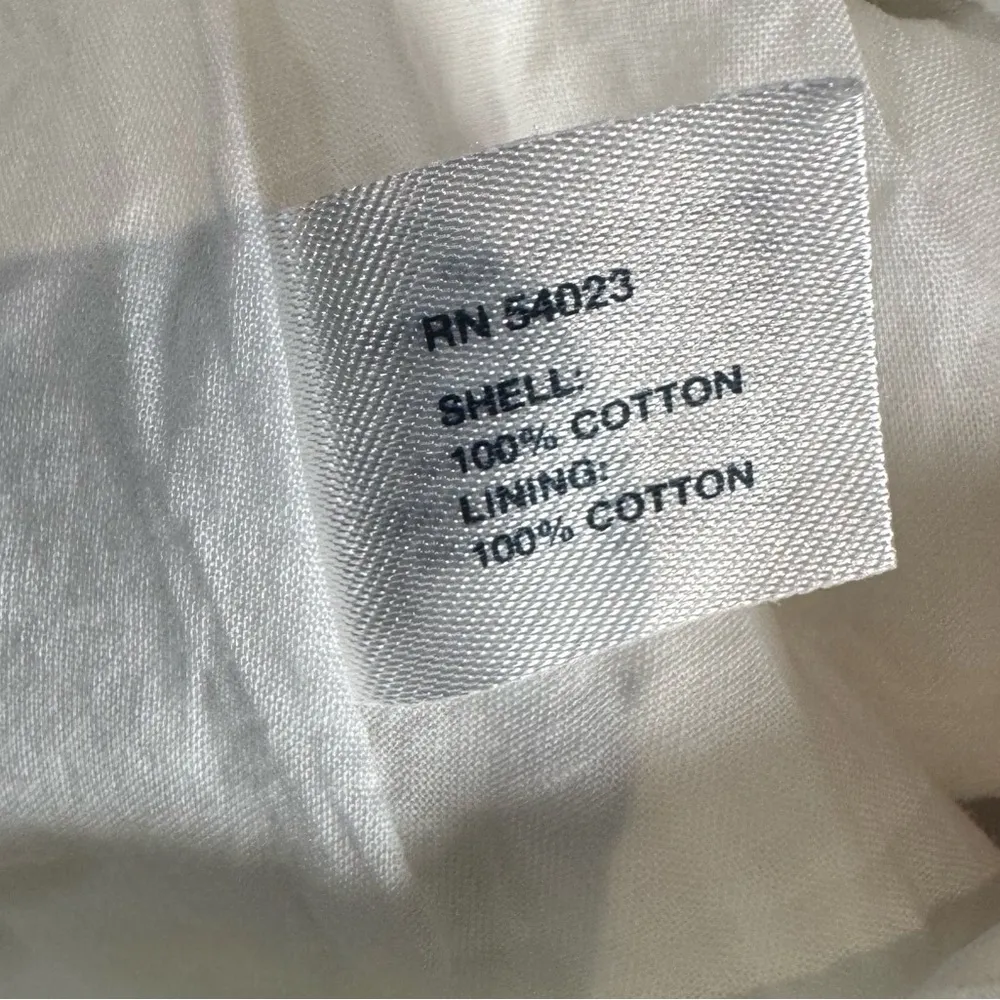 RN 54023
SHELL:
100% COTTON
LINING:
100% COTTON